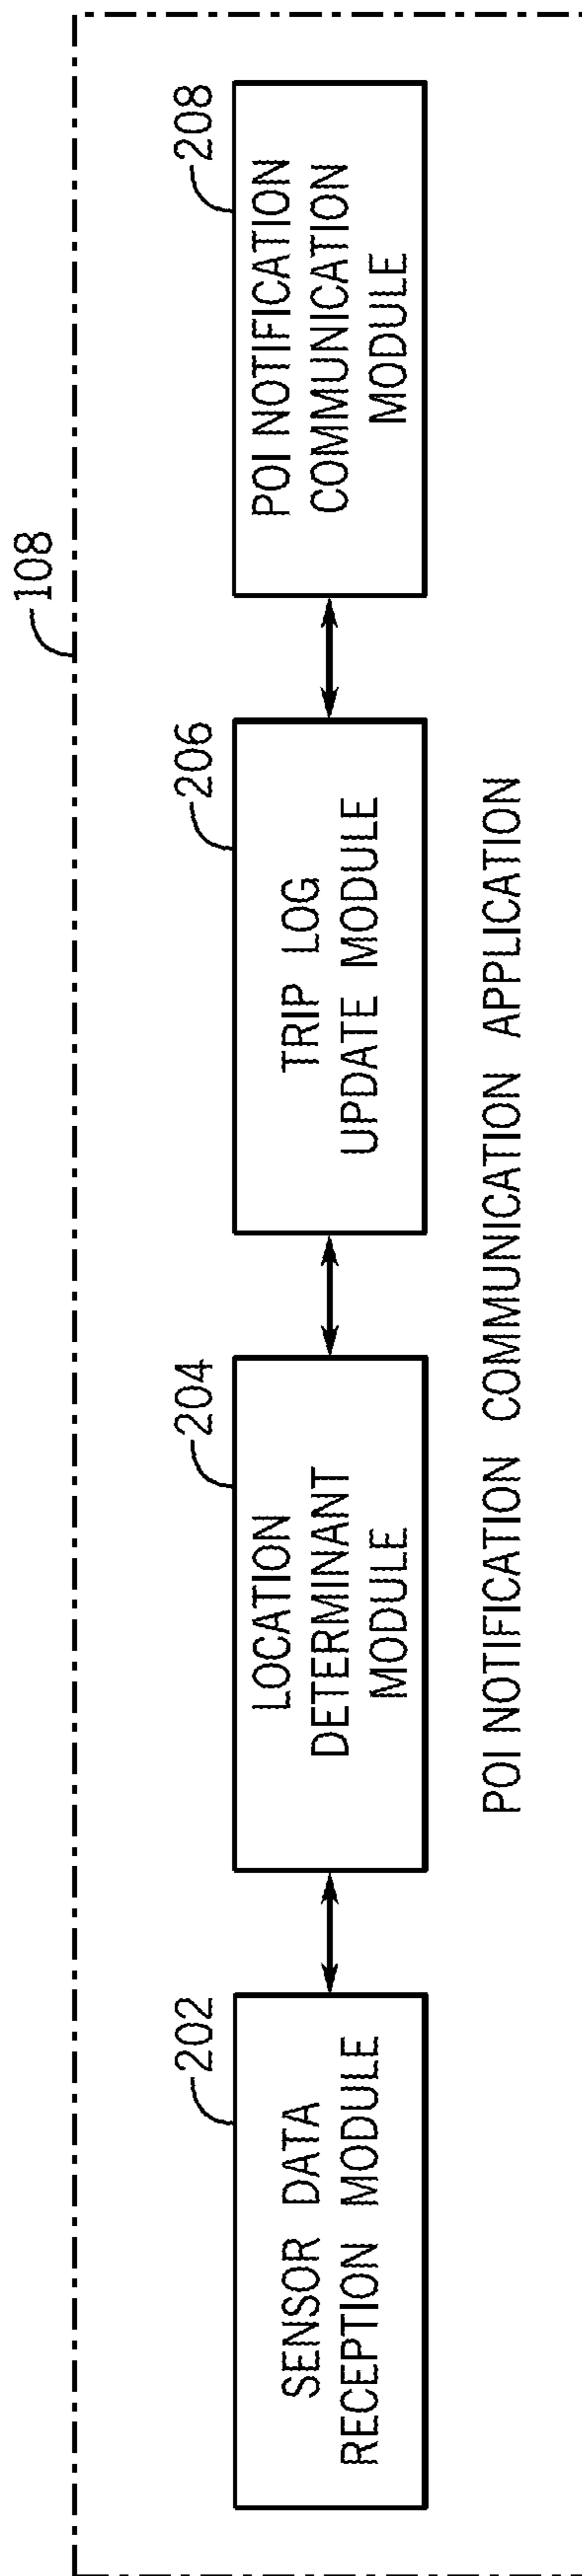 108
202
SENSOR DATA
RECEPTION MODULE
204
LOCATION
DETERMINANT
MODULE
206
TRIP LOG
UPDATE MODULE
208
POI NOTIFICATION
COMMUNICATION
MODULE
POI NOTIFICATION COMMUNICATION APPLICATION